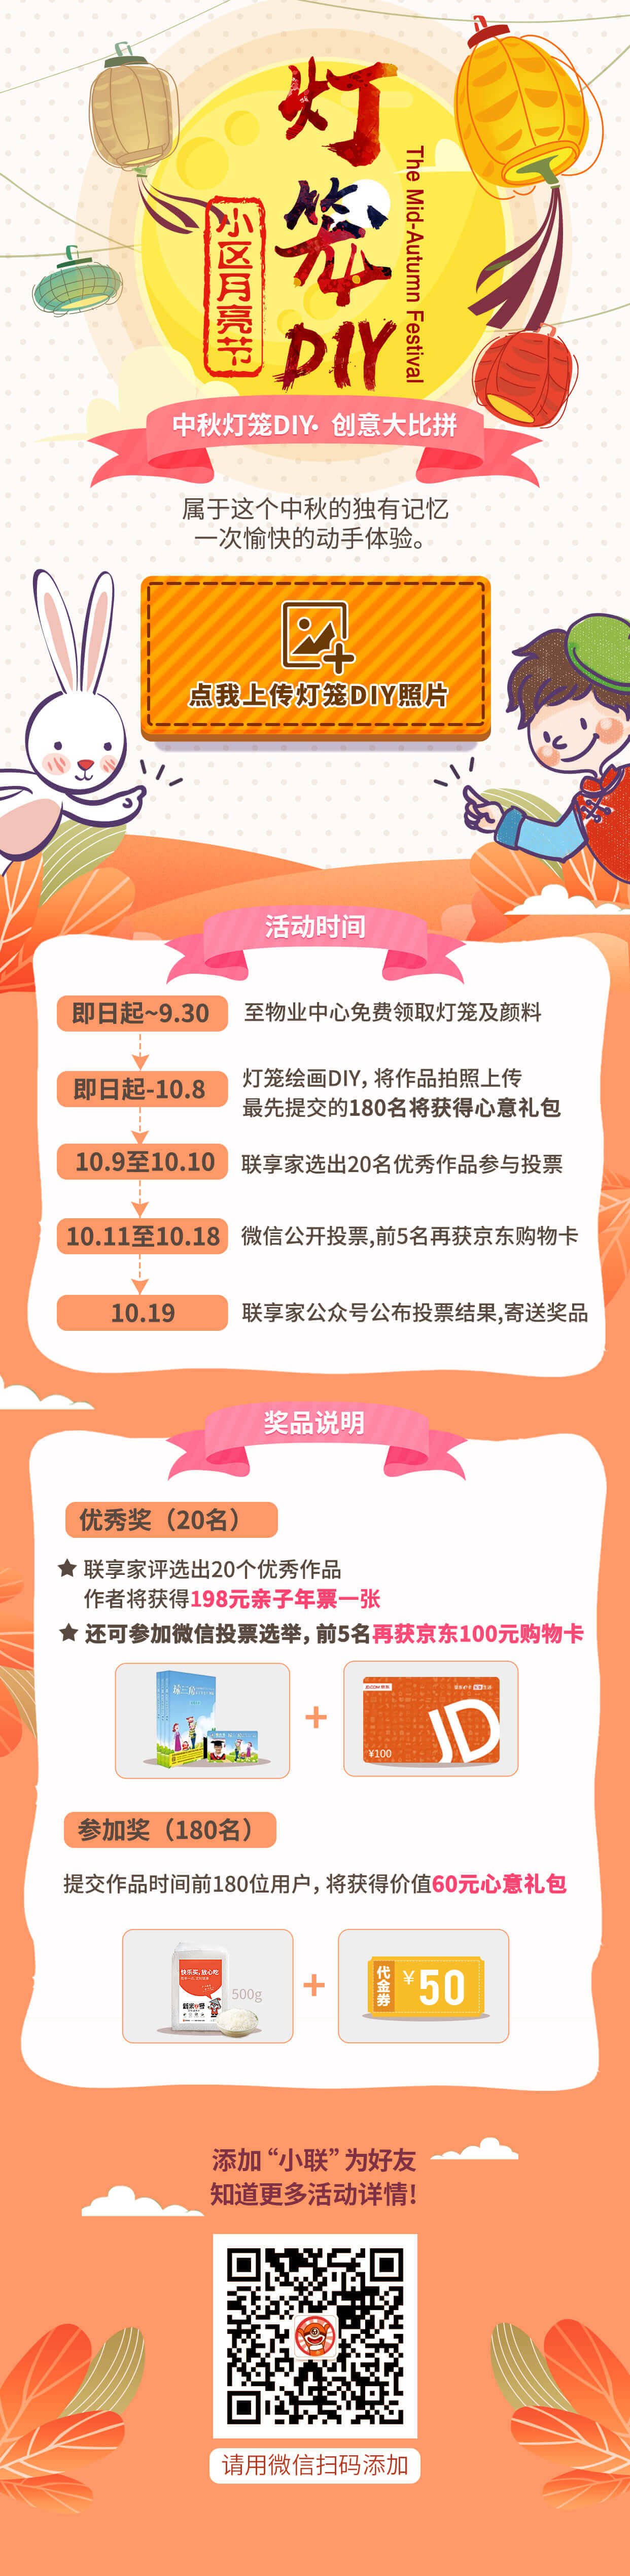 灯笼DIY
小区月亮节
The Mid-Autumn Festival
中秋灯笼DIY· 创意大比拼
属于这个中秋的独有记忆
一次愉快的动手体验。
点我上传灯笼DIY照片
活动时间
即日起~9.30
至物业中心免费领取灯笼及颜料
即日起-10.8
灯笼绘画DIY, 将作品拍照上传
最先提交的180名将获得心意礼包
10.9至10.10
联享家选出20名优秀作品参与投票
10.11至10.18
微信公开投票,前5名再获京东购物卡
10.19
联享家公众号公布投票结果,寄送奖品
奖品说明
优秀奖（20名）
★ 联享家评选出20个优秀作品
作者将获得198元亲子年票一张
★ 还可参加微信投票选举, 前5名再获京东100元购物卡
+
JD
¥100
参加奖（180名）
提交作品时间前180位用户, 将获得价值60元心意礼包
快乐买，放心吃
500g
+
代金券
¥50
添加 “小联” 为好友
知道更多活动详情!
请用微信扫码添加